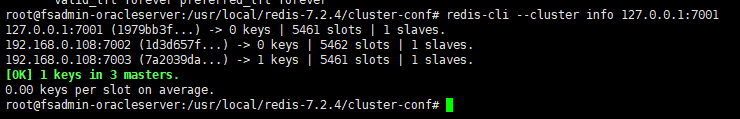 valid_lft forever preferred_lft forever
root@fsadmin-oracleserver:/usr/local/redis-7.2.4/cluster-conf# redis-cli --cluster info 127.0.0.1:7001
127.0.0.1:7001 (1979bb3f...) -> 0 keys | 5461 slots | 1 slaves.
192.168.0.108:7002 (1d3d657f...) -> 0 keys | 5462 slots | 1 slaves.
192.168.0.108:7003 (7a2039da...) -> 1 keys | 5461 slots | 1 slaves.
[OK] 1 keys in 3 masters.
0.00 keys per slot on average.
root@fsadmin-oracleserver:/usr/local/redis-7.2.4/cluster-conf#